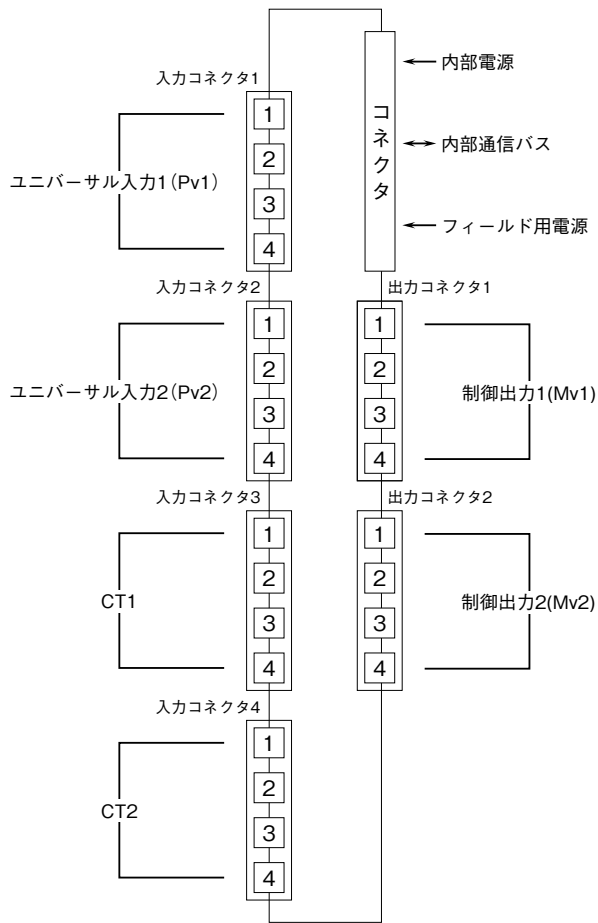 入力コネクタ1
ユニバーサル入力1(Pv1)
1
2
3
4
コネクタ
内部電源
内部通信バス
フィールド用電源
入力コネクタ2
ユニバーサル入力2(Pv2)
1
2
3
4
出力コネクタ1
1
2
3
4
制御出力1(Mv1)
入力コネクタ3
CT1
1
2
3
4
出力コネクタ2
1
2
3
4
制御出力2(Mv2)
入力コネクタ4
CT2
1
2
3
4